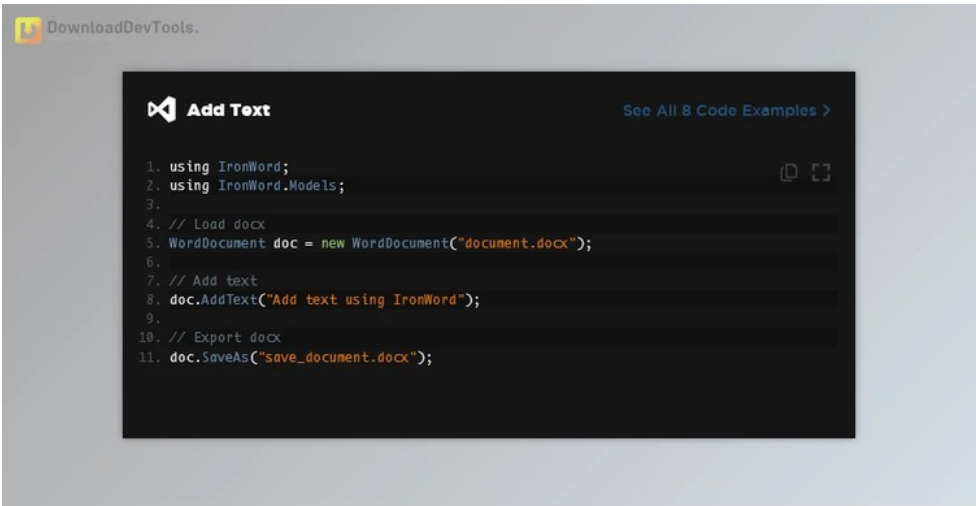 DownloadDevTools.
Add Text
See All 8 Code Examples >
1. using IronWord;
2. using IronWord.Models;
3.
4. // Load docx
5. WordDocument doc = new WordDocument("document.docx");
6.
7. // Add text
8. doc.AddText("Add text using IronWord");
9.
10. // Export docx
11. doc.SaveAs("save_document.docx");